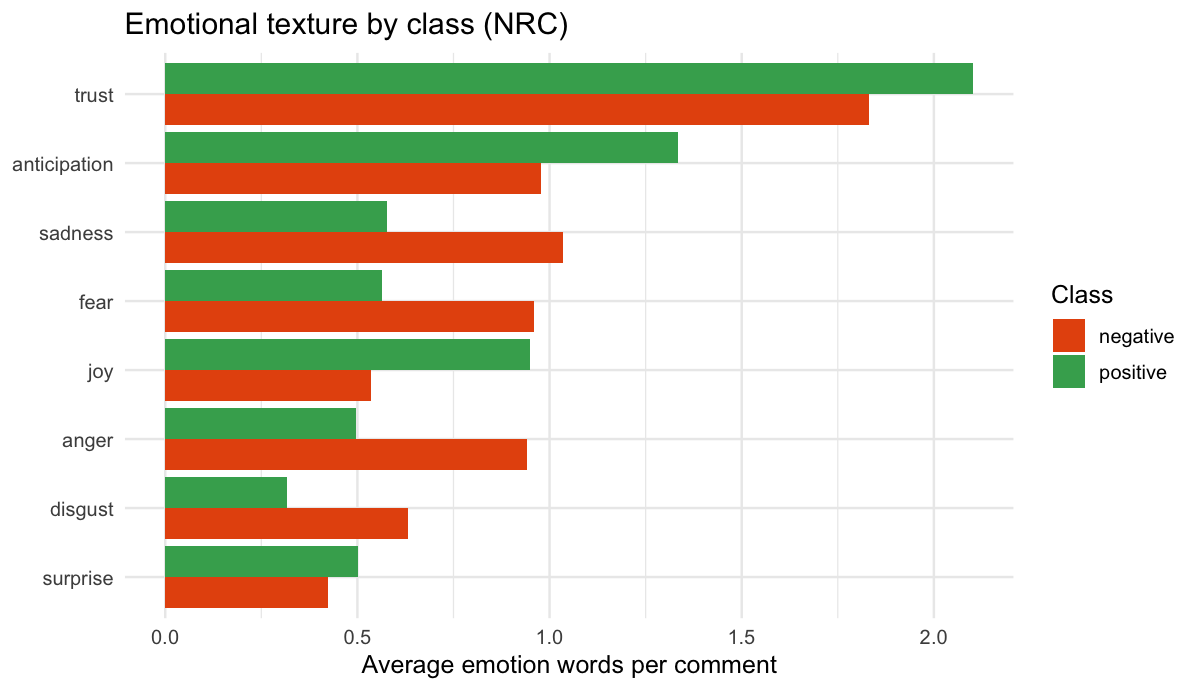 Emotional texture by class (NRC)
trust
anticipation
sadness
fear
joy
anger
disgust
surprise
0.0 0.5 1.0 1.5 2.0
Average emotion words per comment
Class
negative
positive